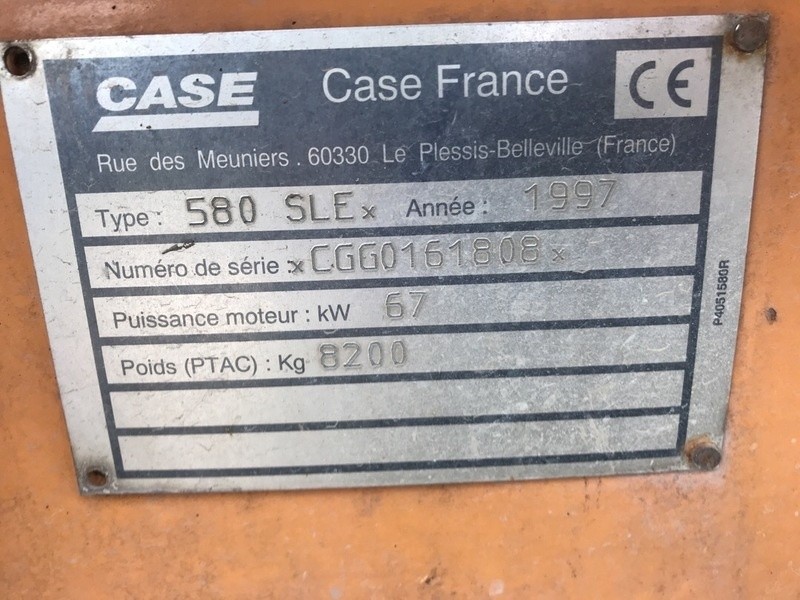 CASE Case France CE
Rue des Meuniers . 60330 Le Plessis-Belleville (France)
Type : 580 SLE x Année : 1997
Numéro de série : x CGG0161808 x
Puissance moteur : kW 67
Poids (PTAC) : Kg 8200
P4051580R